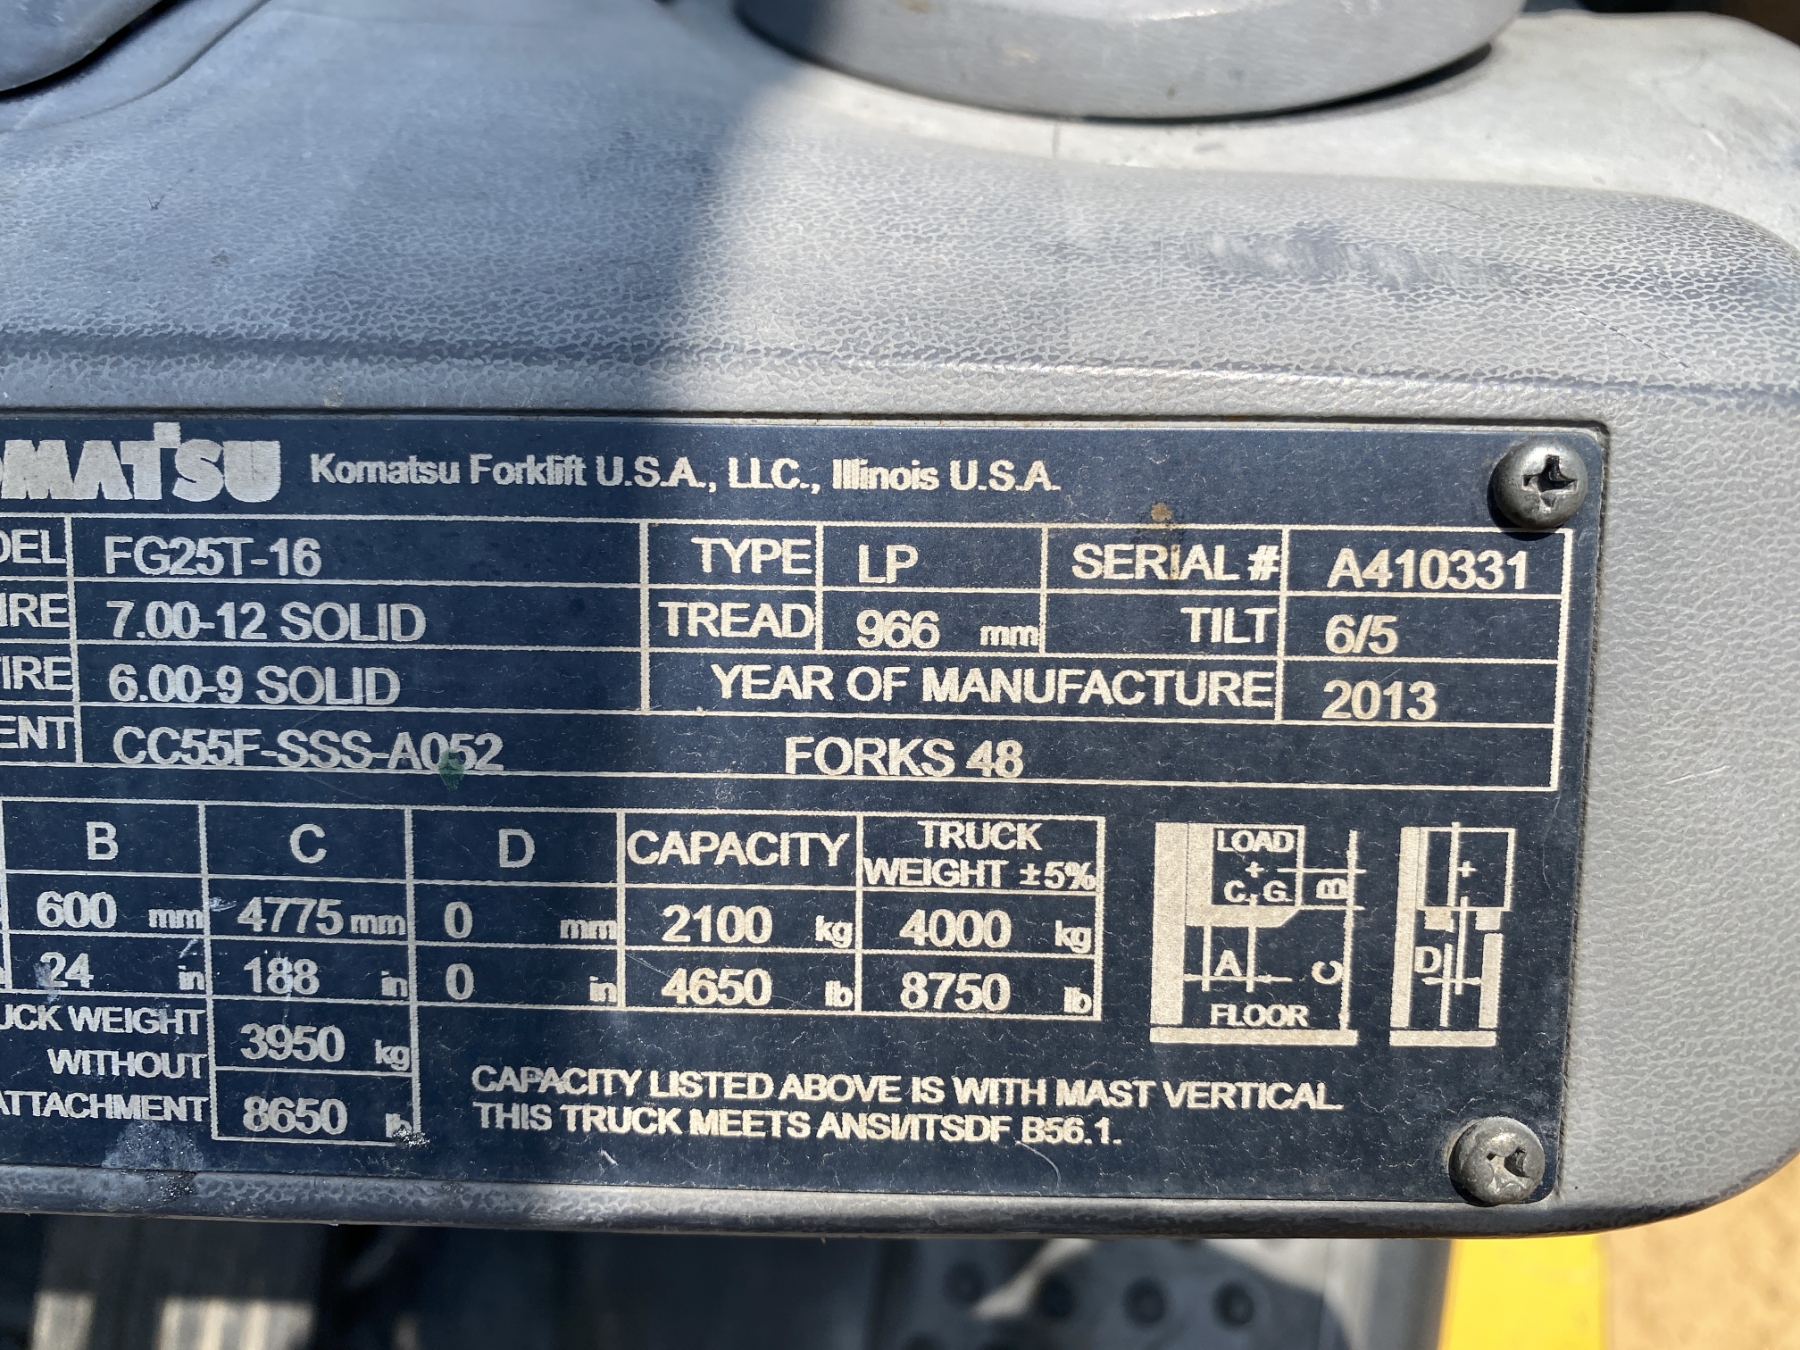 OMATSU Komatsu Forklift U.S.A., LLC., Illinois U.S.A.
DEL FG25T-16 TYPE LP SERIAL # A410331
IRE 7.00-12 SOLID TREAD 966 mm TILT 6/5
TIRE 6.00-9 SOLID YEAR OF MANUFACTURE 2013
ENT CC55F-SSS-A052 FORKS 48
B C D CAPACITY TRUCK WEIGHT ±5%
600 mm 4775 mm 0 mm 2100 kg 4000 kg
24 in 188 in 0 in 4650 lb 8750 lb
UCK WEIGHT
WITHOUT
ATTACHMENT
3950 kg
8650 lb
LOAD
+
C.G.
B
A
C
FLOOR
+
D
CAPACITY LISTED ABOVE IS WITH MAST VERTICAL
THIS TRUCK MEETS ANSI/ITSDF B56.1.